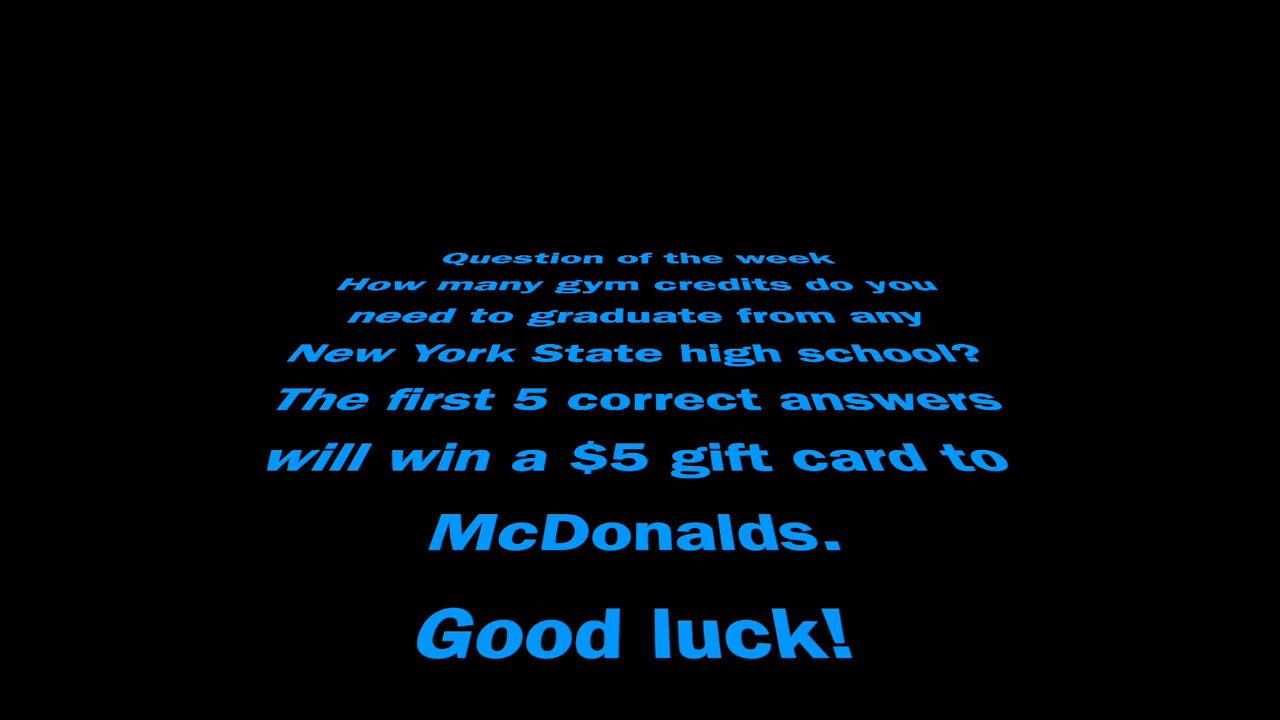 Question of the week
How many gym credits do you
need to graduate from any
New York State high school?
The first 5 correct answers
will win a $5 gift card to
McDonalds.
Good luck!